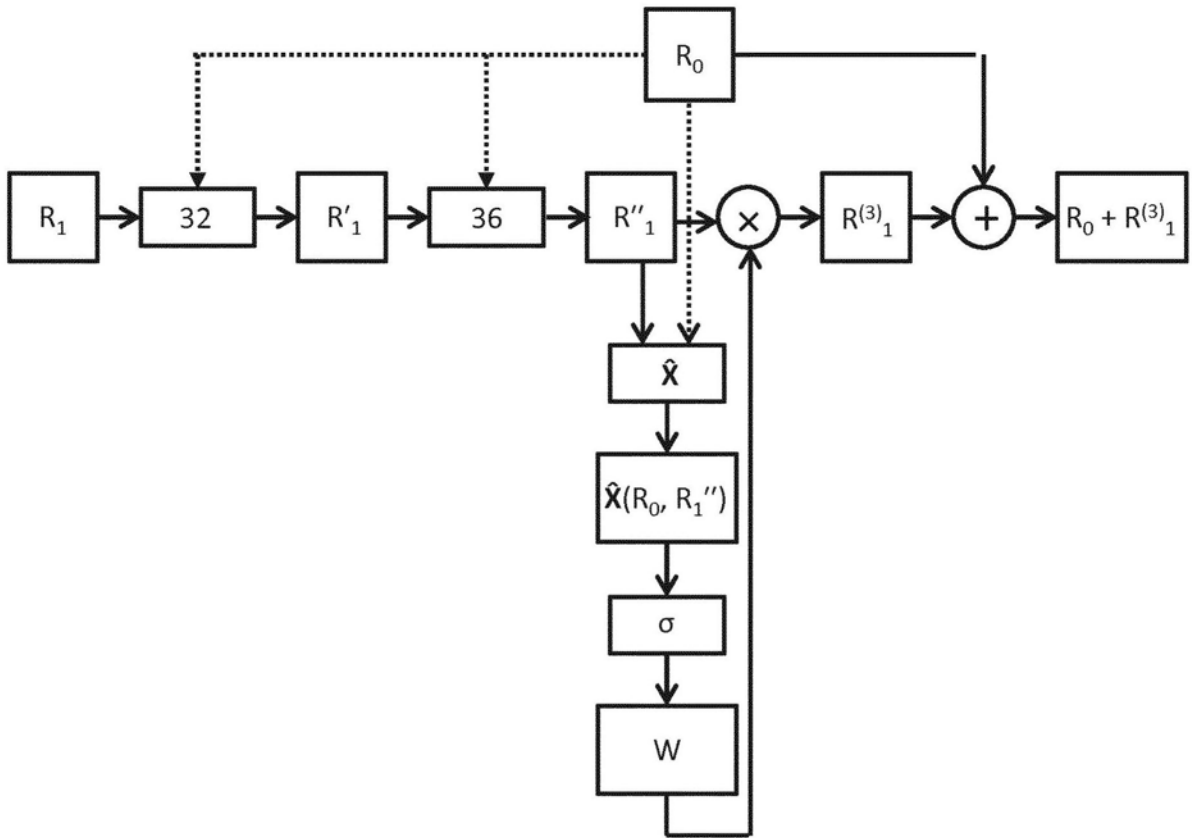 R₀
R₁
32
R′₁
36
R″₁
×
R⁽³⁾₁
+
R₀ + R⁽³⁾₁
X̂
X̂(R₀, R₁″)
σ
W